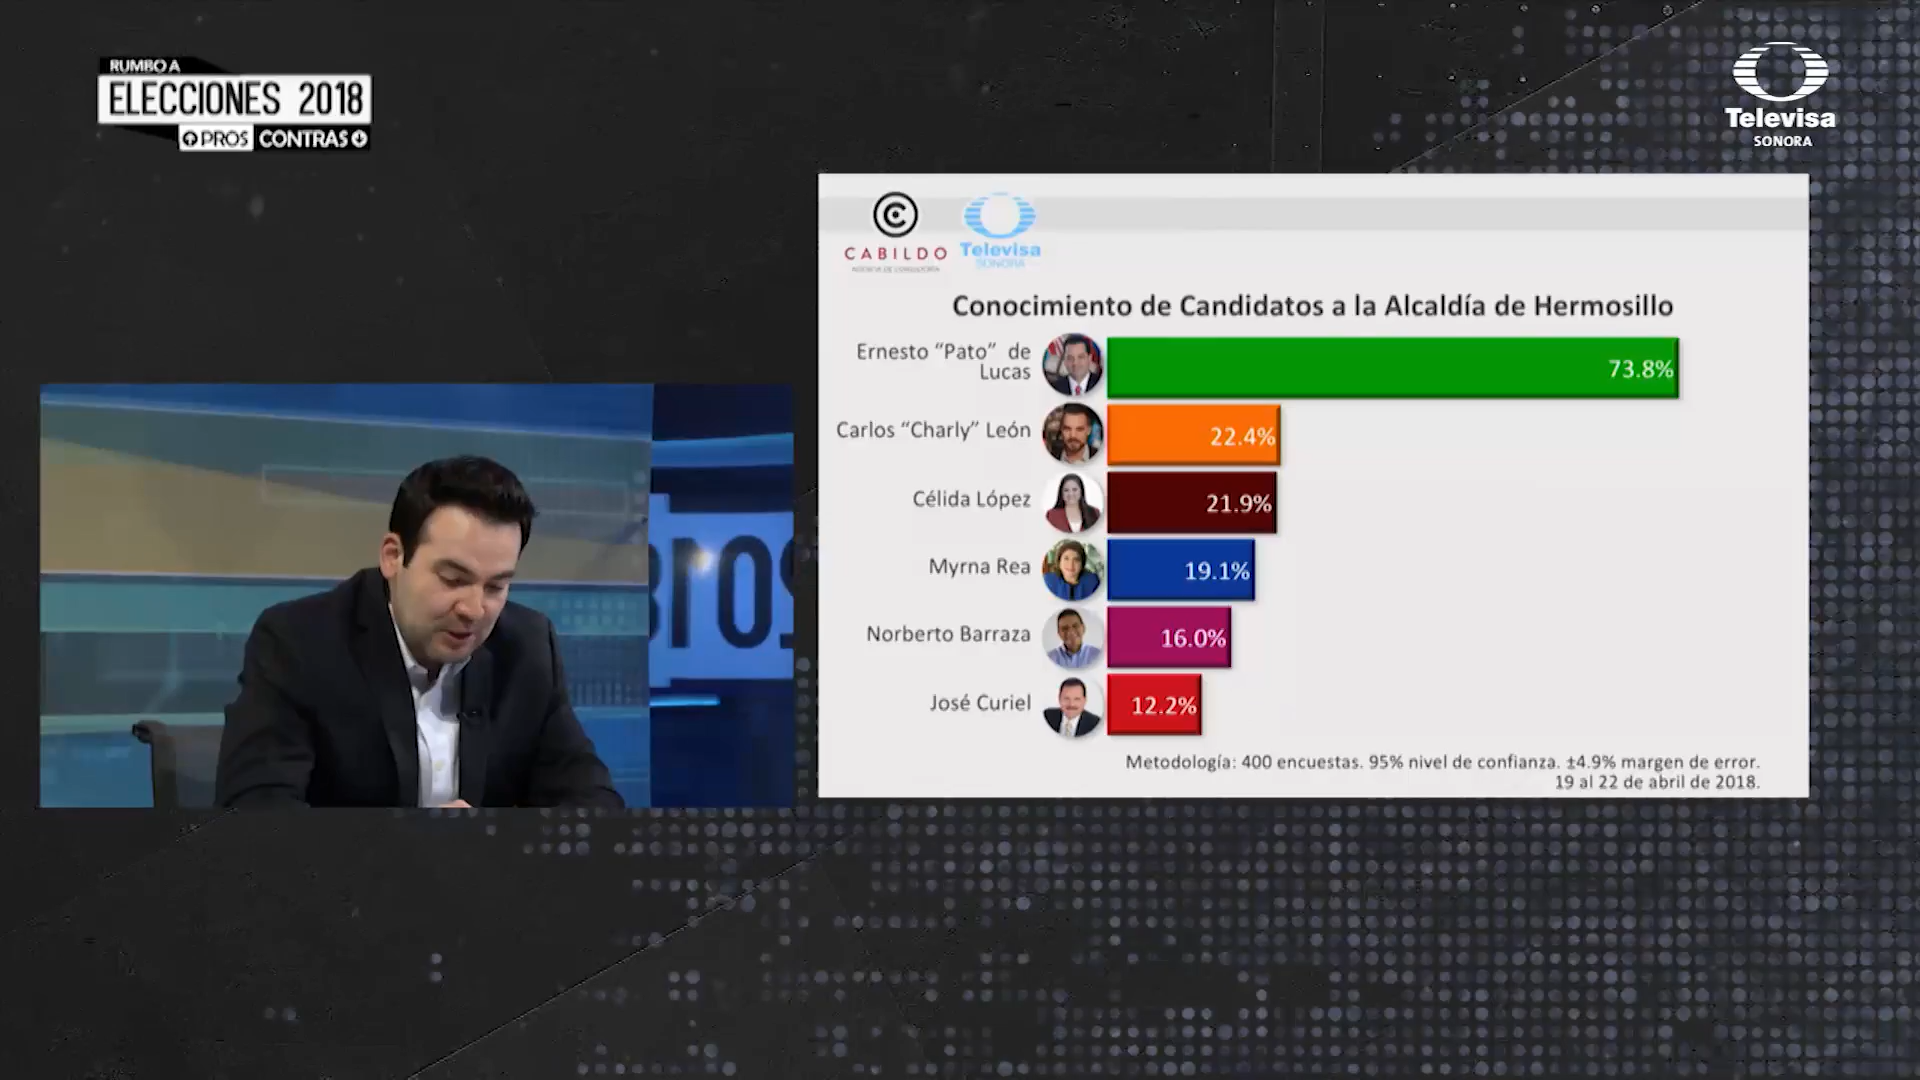 RUMBO A
ELECCIONES 2018
PROS CONTRAS
Televisa
SONORA
CABILDO
Televisa
SONORA
Conocimiento de Candidatos a la Alcaldía de Hermosillo
Ernesto “Pato” de
Lucas
73.8%
Carlos “Charly” León
22.4%
Célida López
21.9%
Myrna Rea
19.1%
Norberto Barraza
16.0%
José Curiel
12.2%
Metodología: 400 encuestas. 95% nivel de confianza. ±4.9% margen de error.
19 al 22 de abril de 2018.